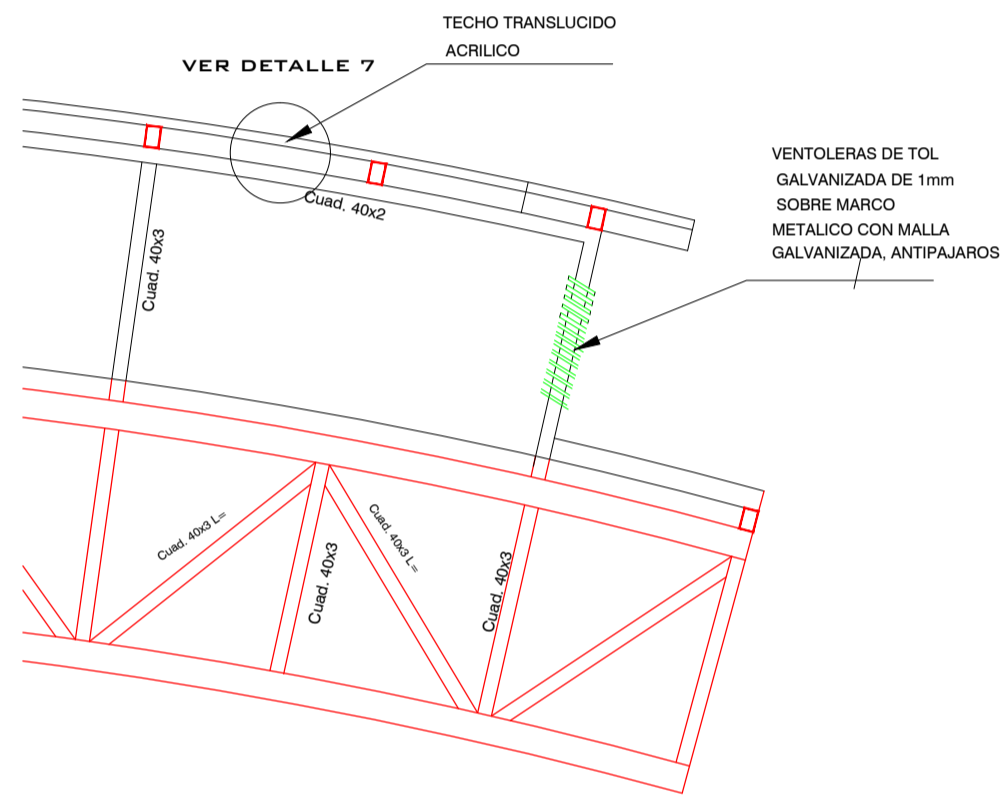 TECHO TRANSLUCIDO
ACRILICO
VER DETALLE 7
VENTOLERAS DE TOL
GALVANIZADA DE 1mm
SOBRE MARCO
METALICO CON MALLA
GALVANIZADA, ANTIPAJAROS
Cuad. 40x2
Cuad. 40x3
Cuad. 40x3 L=
Cuad. 40x3
Cuad. 40x3 L=
Cuad. 40x3